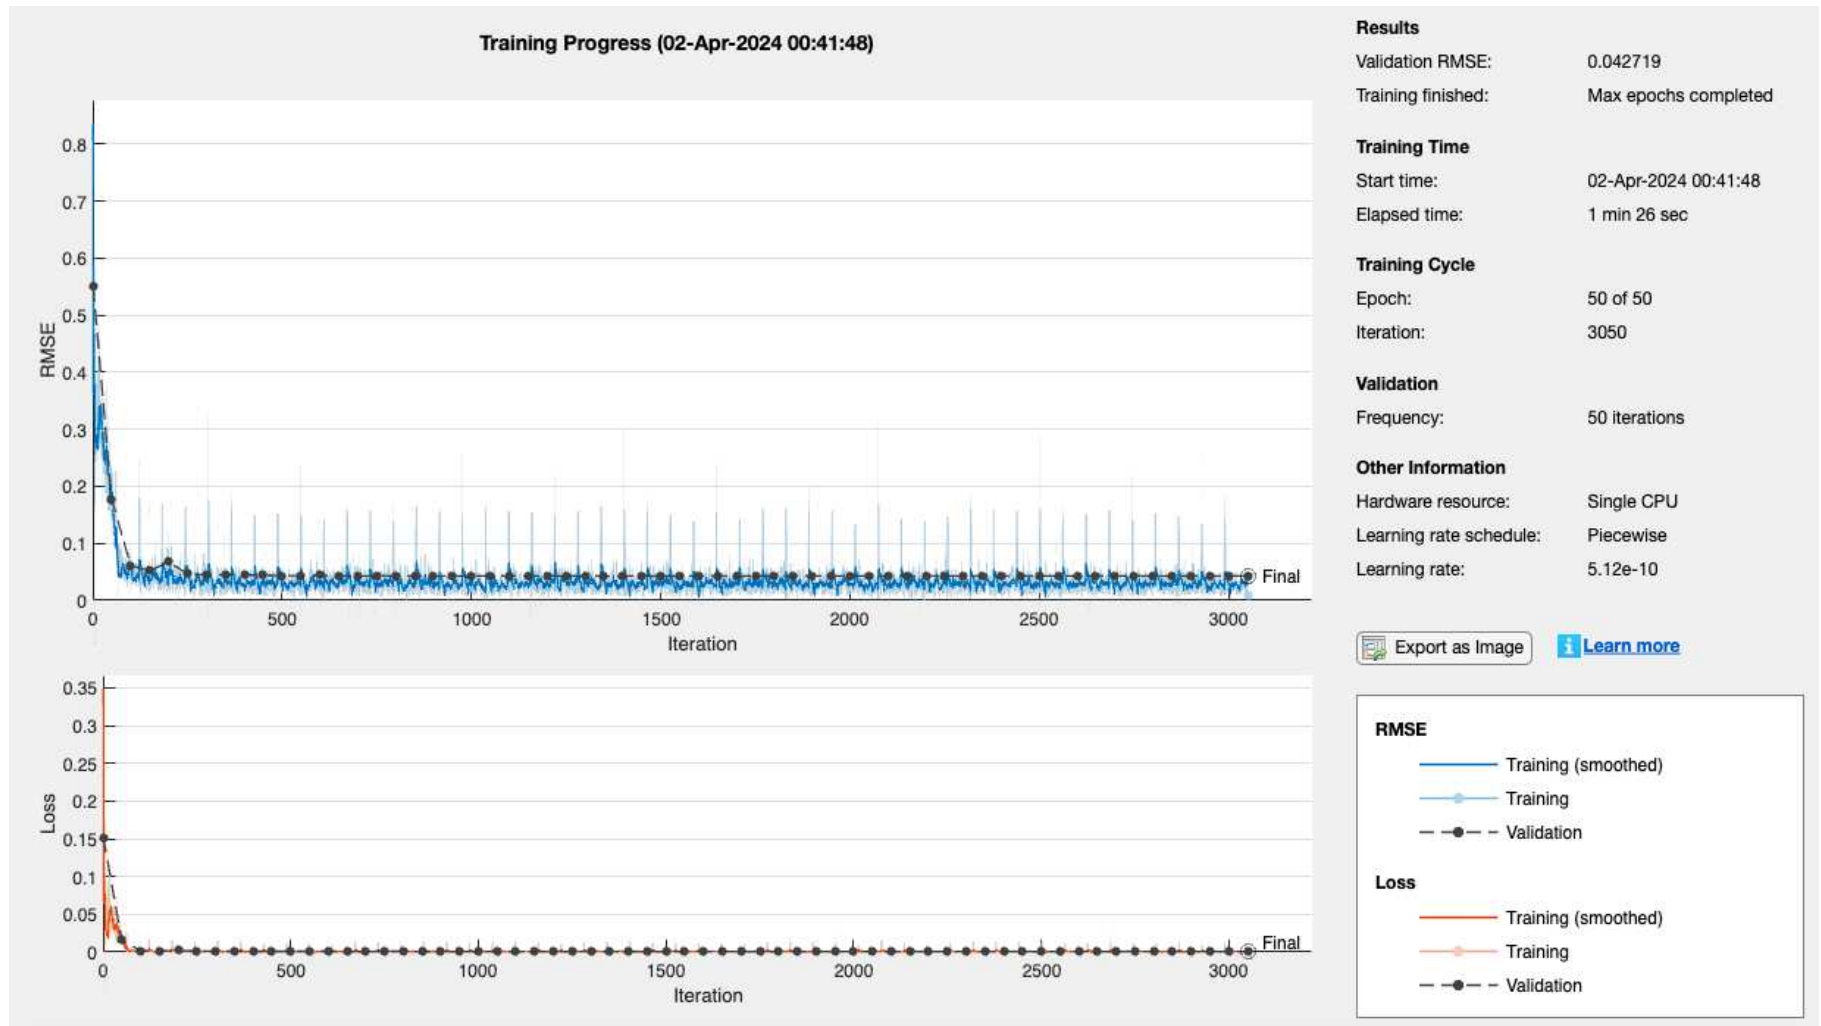 Training Progress (02-Apr-2024 00:41:48)
0.8
0.7
0.6
0.5
0.4
0.3
0.2
0.1
0
RMSE
0 500 1000 1500 2000 2500 3000
Iteration
Final
0.35
0.3
0.25
0.2
0.15
0.1
0.05
0
Loss
0 500 1000 1500 2000 2500 3000
Iteration
Final
Results
Validation RMSE: 0.042719
Training finished: Max epochs completed
Training Time
Start time: 02-Apr-2024 00:41:48
Elapsed time: 1 min 26 sec
Training Cycle
Epoch: 50 of 50
Iteration: 3050
Validation
Frequency: 50 iterations
Other Information
Hardware resource: Single CPU
Learning rate schedule: Piecewise
Learning rate: 5.12e-10
Export as Image
i Learn more
RMSE
Training (smoothed)
Training
Validation
Loss
Training (smoothed)
Training
Validation